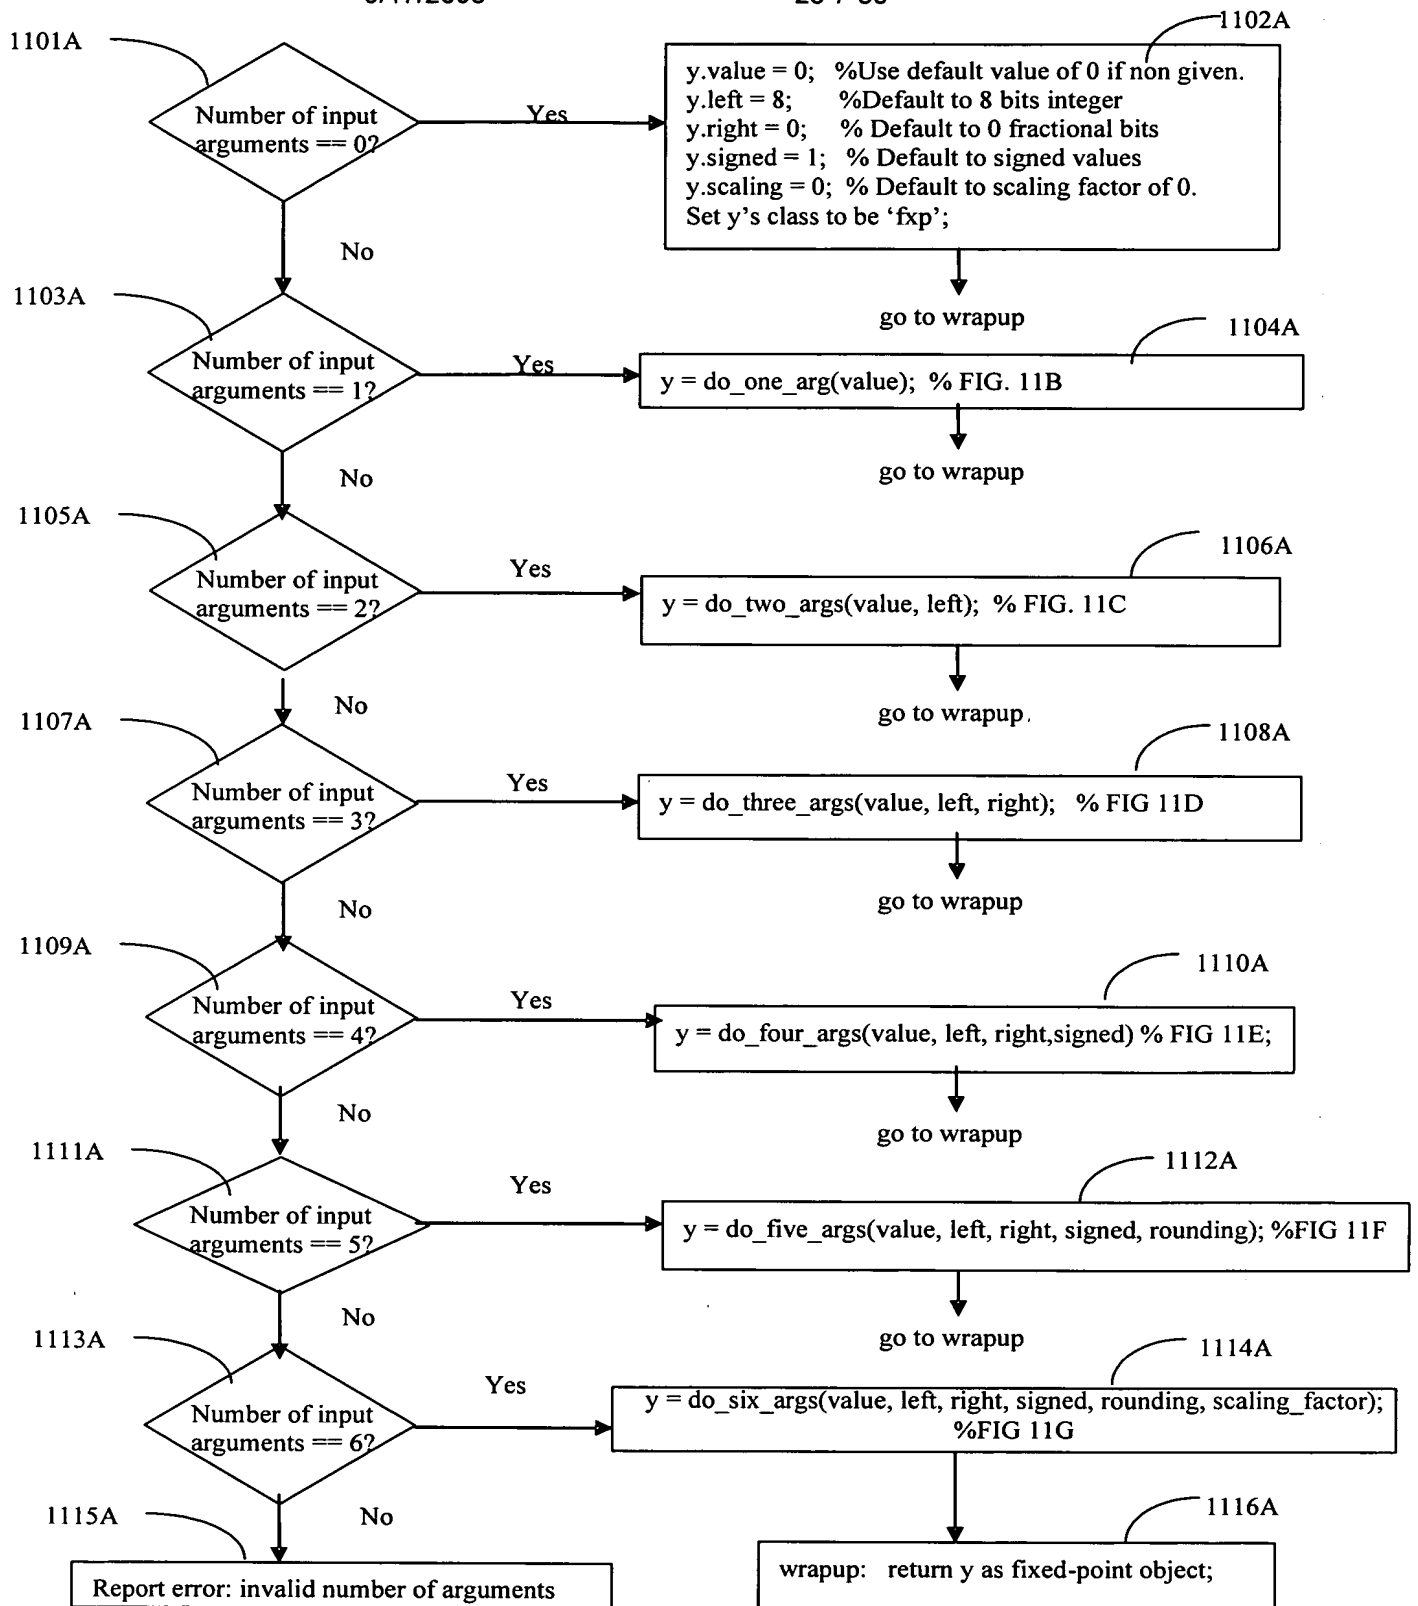 1101A
1102A
Number of input
arguments == 0?
Yes
y.value = 0; %Use default value of 0 if non given.
y.left = 8; %Default to 8 bits integer
y.right = 0; % Default to 0 fractional bits
y.signed = 1; % Default to signed values
y.scaling = 0; % Default to scaling factor of 0.
Set y's class to be 'fxp';
No
go to wrapup
1103A
1104A
Number of input
arguments == 1?
Yes
y = do_one_arg(value); % FIG. 11B
No
go to wrapup
1105A
1106A
Number of input
arguments == 2?
Yes
y = do_two_args(value, left); % FIG. 11C
No
go to wrapup
1107A
1108A
Number of input
arguments == 3?
Yes
y = do_three_args(value, left, right); % FIG 11D
No
go to wrapup
1109A
1110A
Number of input
arguments == 4?
Yes
y = do_four_args(value, left, right,signed) % FIG 11E;
No
go to wrapup
1111A
1112A
Number of input
arguments == 5?
Yes
y = do_five_args(value, left, right, signed, rounding); %FIG 11F
No
go to wrapup
1113A
1114A
Number of input
arguments == 6?
Yes
y = do_six_args(value, left, right, signed, rounding, scaling_factor);
%FIG 11G
No
1115A
1116A
Report error: invalid number of arguments
wrapup: return y as fixed-point object;